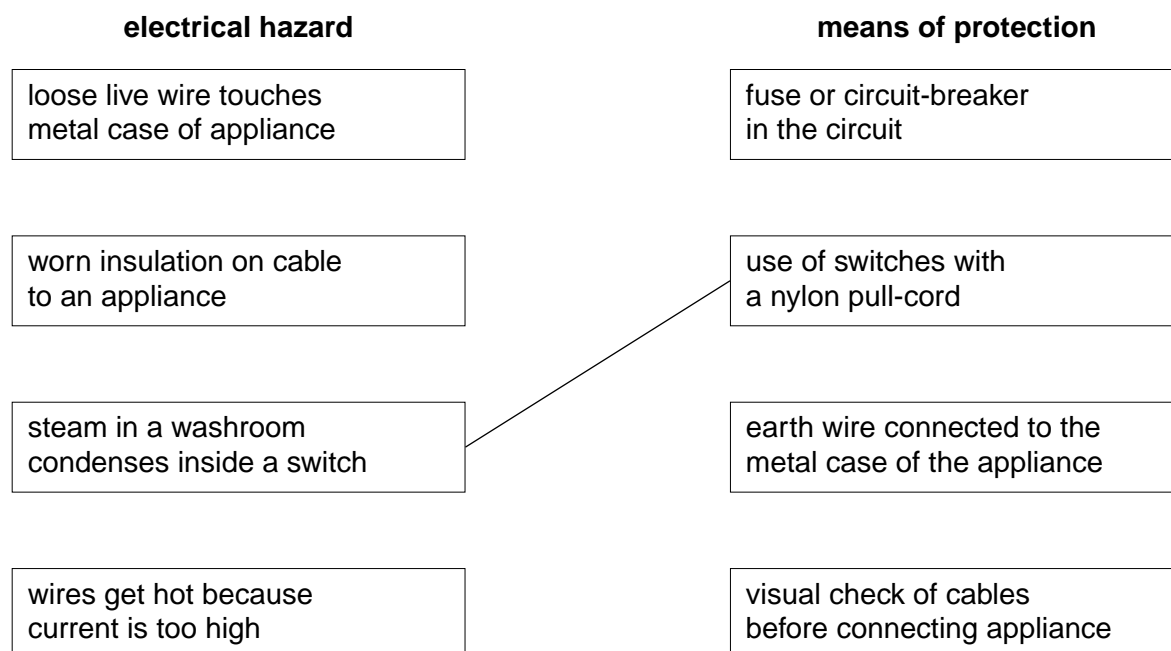 electrical hazard
means of protection
loose live wire touches
metal case of appliance
fuse or circuit-breaker
in the circuit
worn insulation on cable
to an appliance
use of switches with
a nylon pull-cord
steam in a washroom
condenses inside a switch
earth wire connected to the
metal case of the appliance
wires get hot because
current is too high
visual check of cables
before connecting appliance